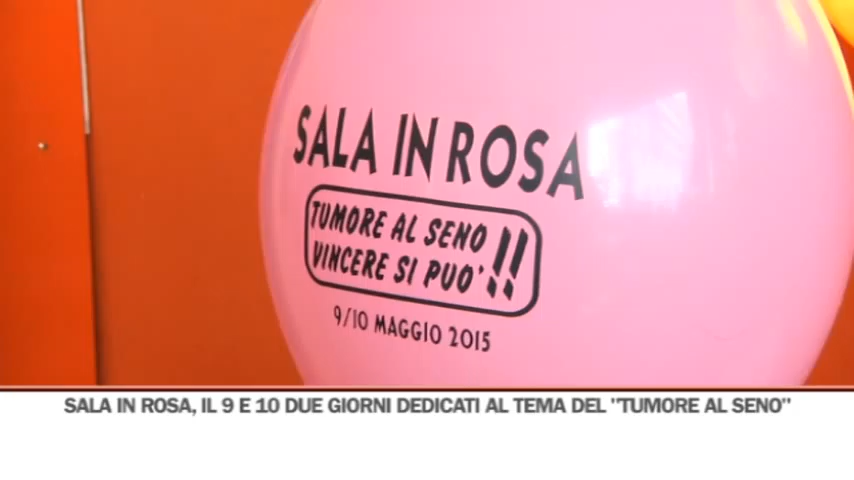 SALA IN ROSA
TUMORE AL SENO
VINCERE SI PUO'!!
9/10 MAGGIO 2015
SALA IN ROSA, IL 9 E 10 DUE GIORNI DEDICATI AL TEMA DEL "TUMORE AL SENO"